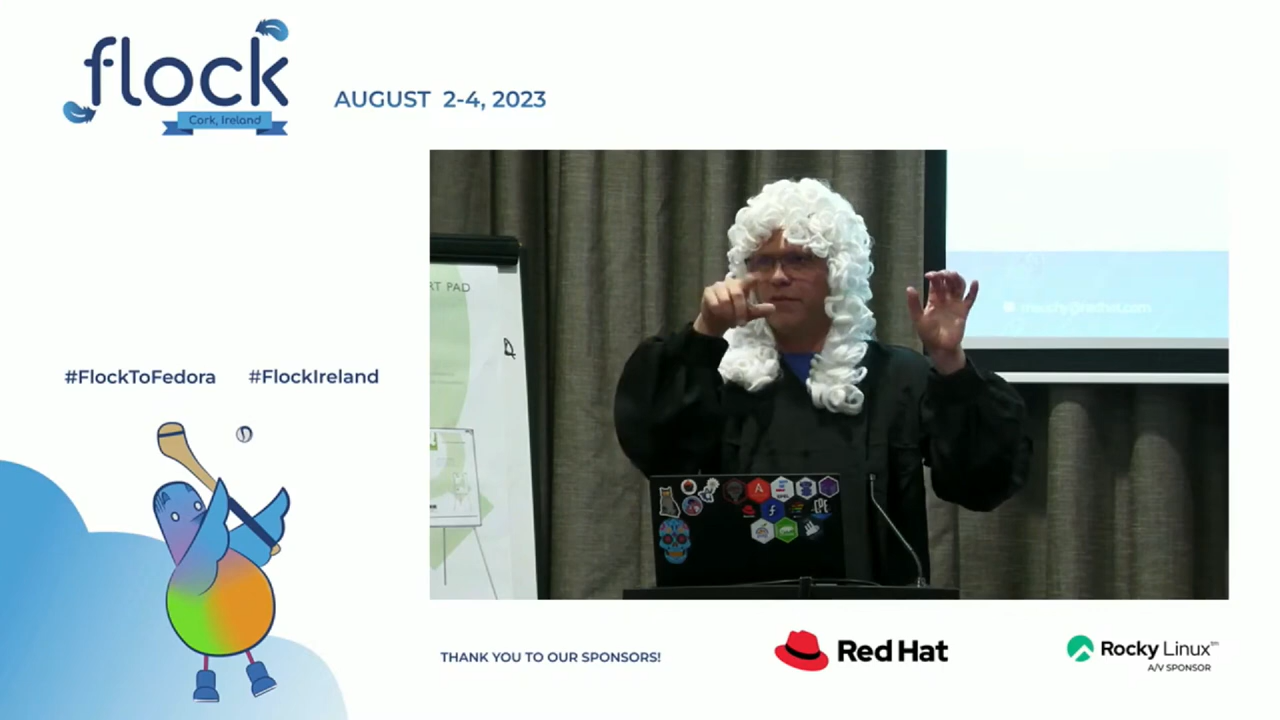 flock
Cork, Ireland
AUGUST 2-4, 2023
RT PAD
#FlockToFedora #FlockIreland
THANK YOU TO OUR SPONSORS!
Red Hat
Rocky Linux™
A/V SPONSOR